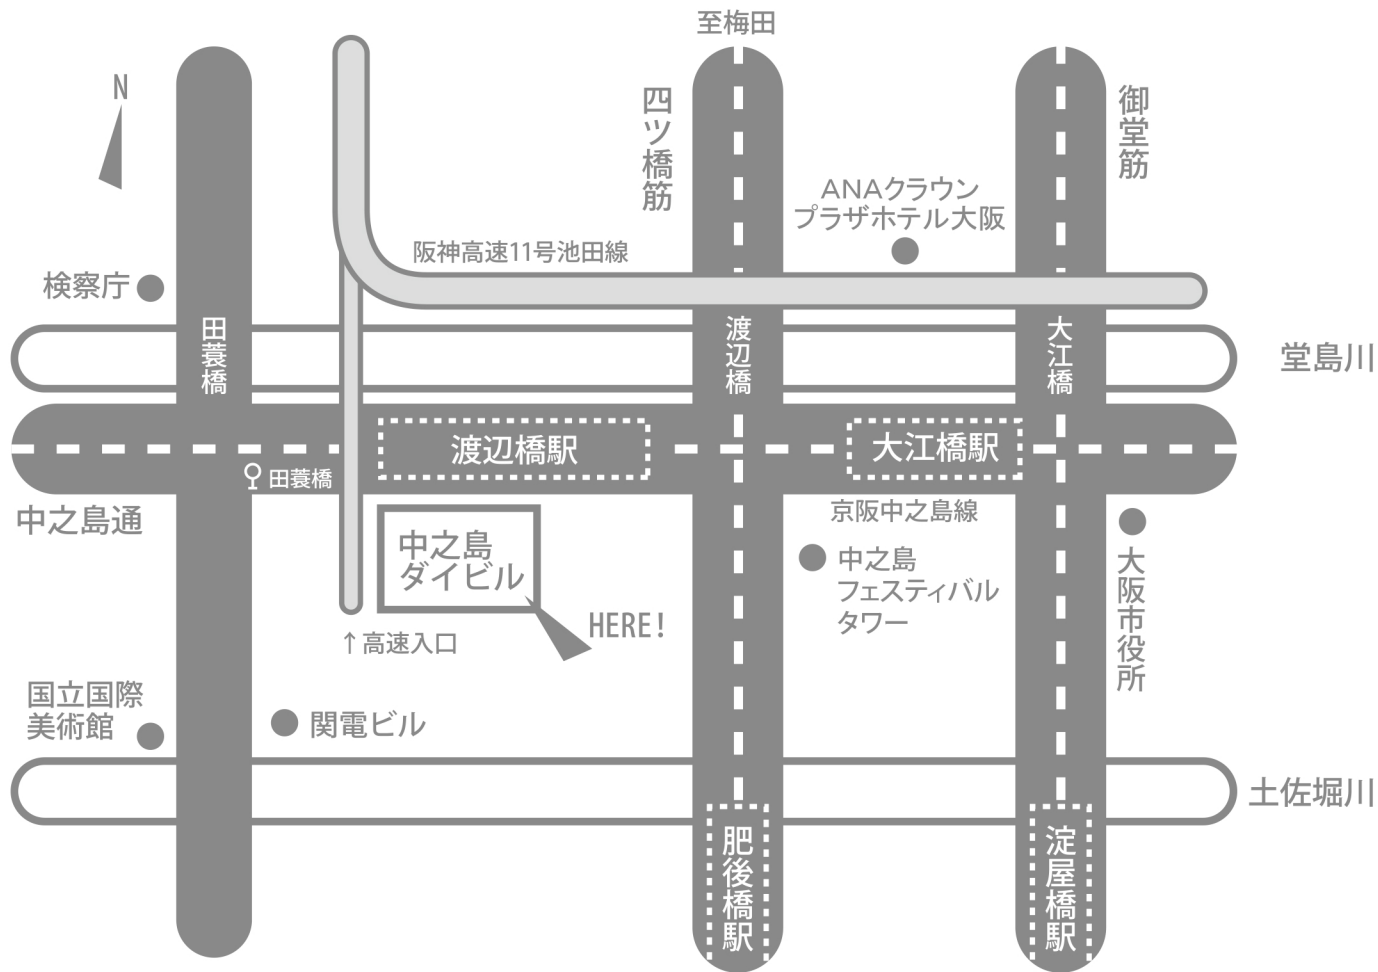 至梅田
N
四ツ橋筋
御堂筋
ANAクラウン
プラザホテル大阪
阪神高速11号池田線
検察庁
田蓑橋
渡辺橋
大江橋
堂島川
渡辺橋駅
大江橋駅
田蓑橋
中之島通
京阪中之島線
中之島
ダイビル
中之島
フェスティバル
タワー
大阪市役所
HERE!
↑高速入口
国立国際
美術館
関電ビル
土佐堀川
肥後橋駅
淀屋橋駅